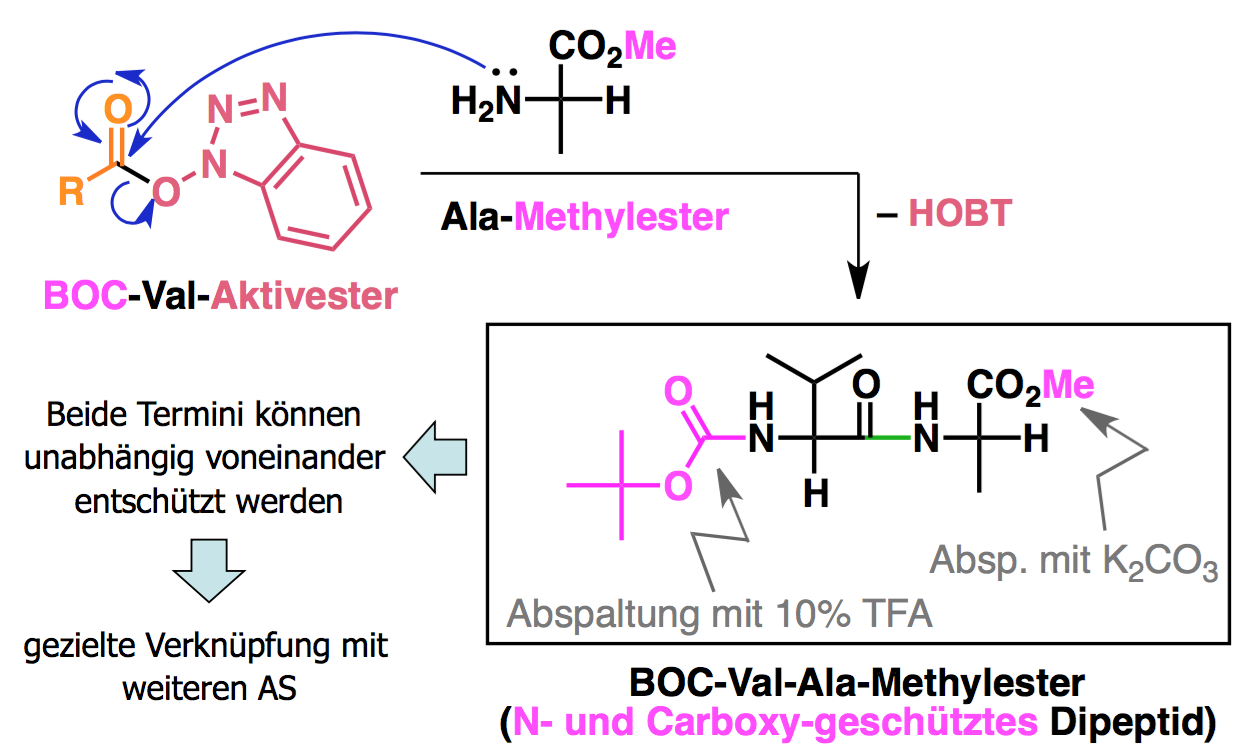 CO₂Me
H₂N
H
O
N=N
N
R
O
Ala-Methylester
– HOBT
BOC-Val-Aktivester
O
O
CO₂Me
H
N
H
N
H
O
H
Beide Termini können
unabhängig voneinander
entschützt werden
Absp. mit K₂CO₃
Abspaltung mit 10% TFA
gezielte Verknüpfung mit
weiteren AS
BOC-Val-Ala-Methylester
(N- und Carboxy-geschütztes Dipeptid)